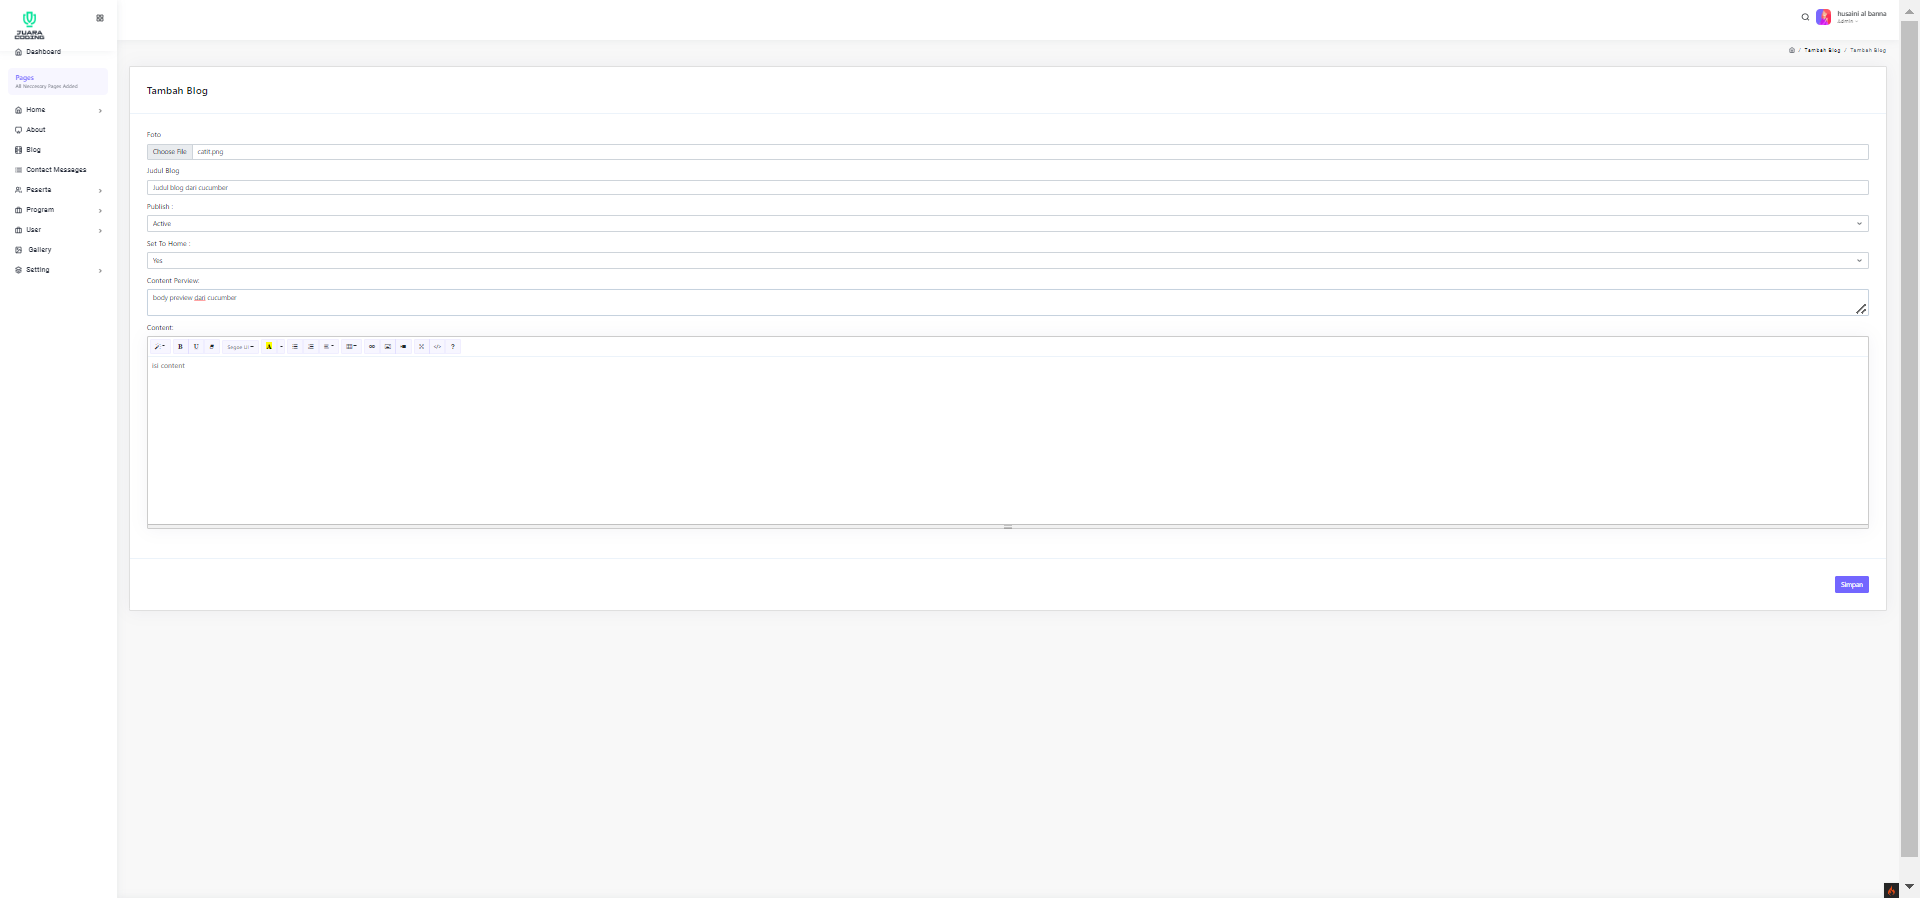 JUARA
CODING
husaini al banna
Admin
Dashboard
/ Tambah Blog / Tambah Blog
Pages
All Neccesary Pages Added
Tambah Blog
Home
About
Blog
Contact Messages
Peserta
Program
User
Gallery
Setting
Foto
Choose File catit.png
Judul Blog
Judul blog dari cucumber
Publish :
Active
Set To Home :
Yes
Content Perview:
body preview dari cucumber
Content:
B U Segoe UI A </> ?
isi content
Simpan